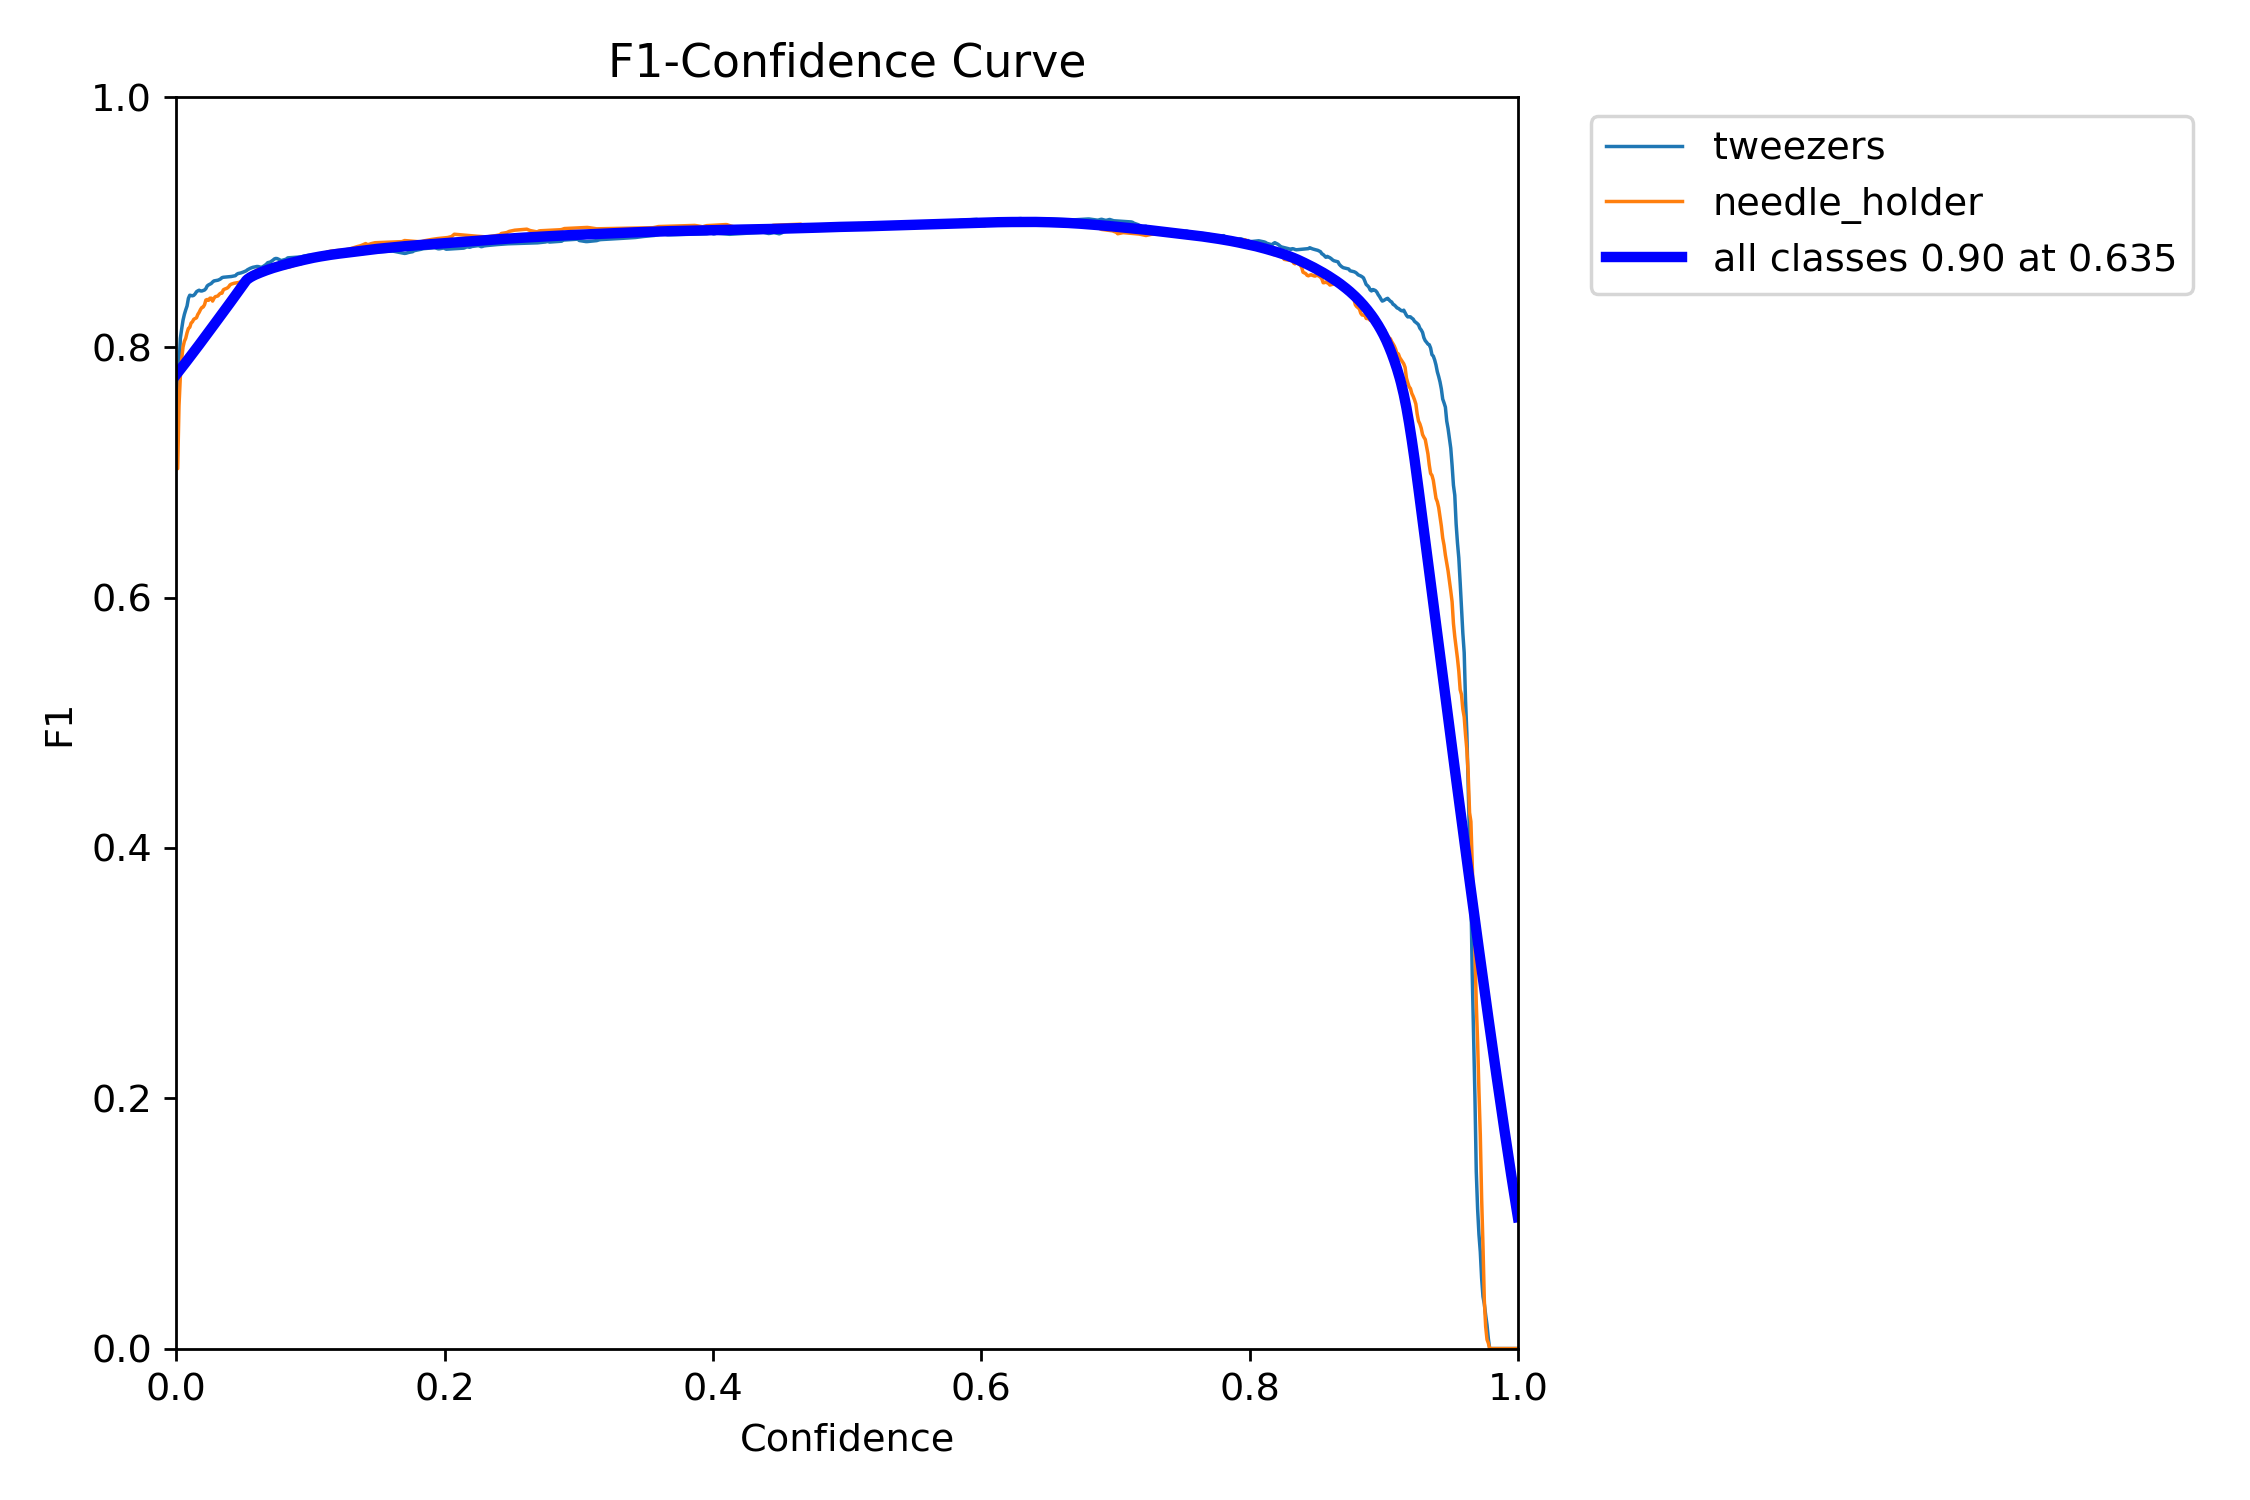 F1-Confidence Curve
1.0
0.8
0.6
0.4
0.2
0.0
F1
0.0 0.2 0.4 0.6 0.8 1.0
Confidence
tweezers
needle_holder
all classes 0.90 at 0.635